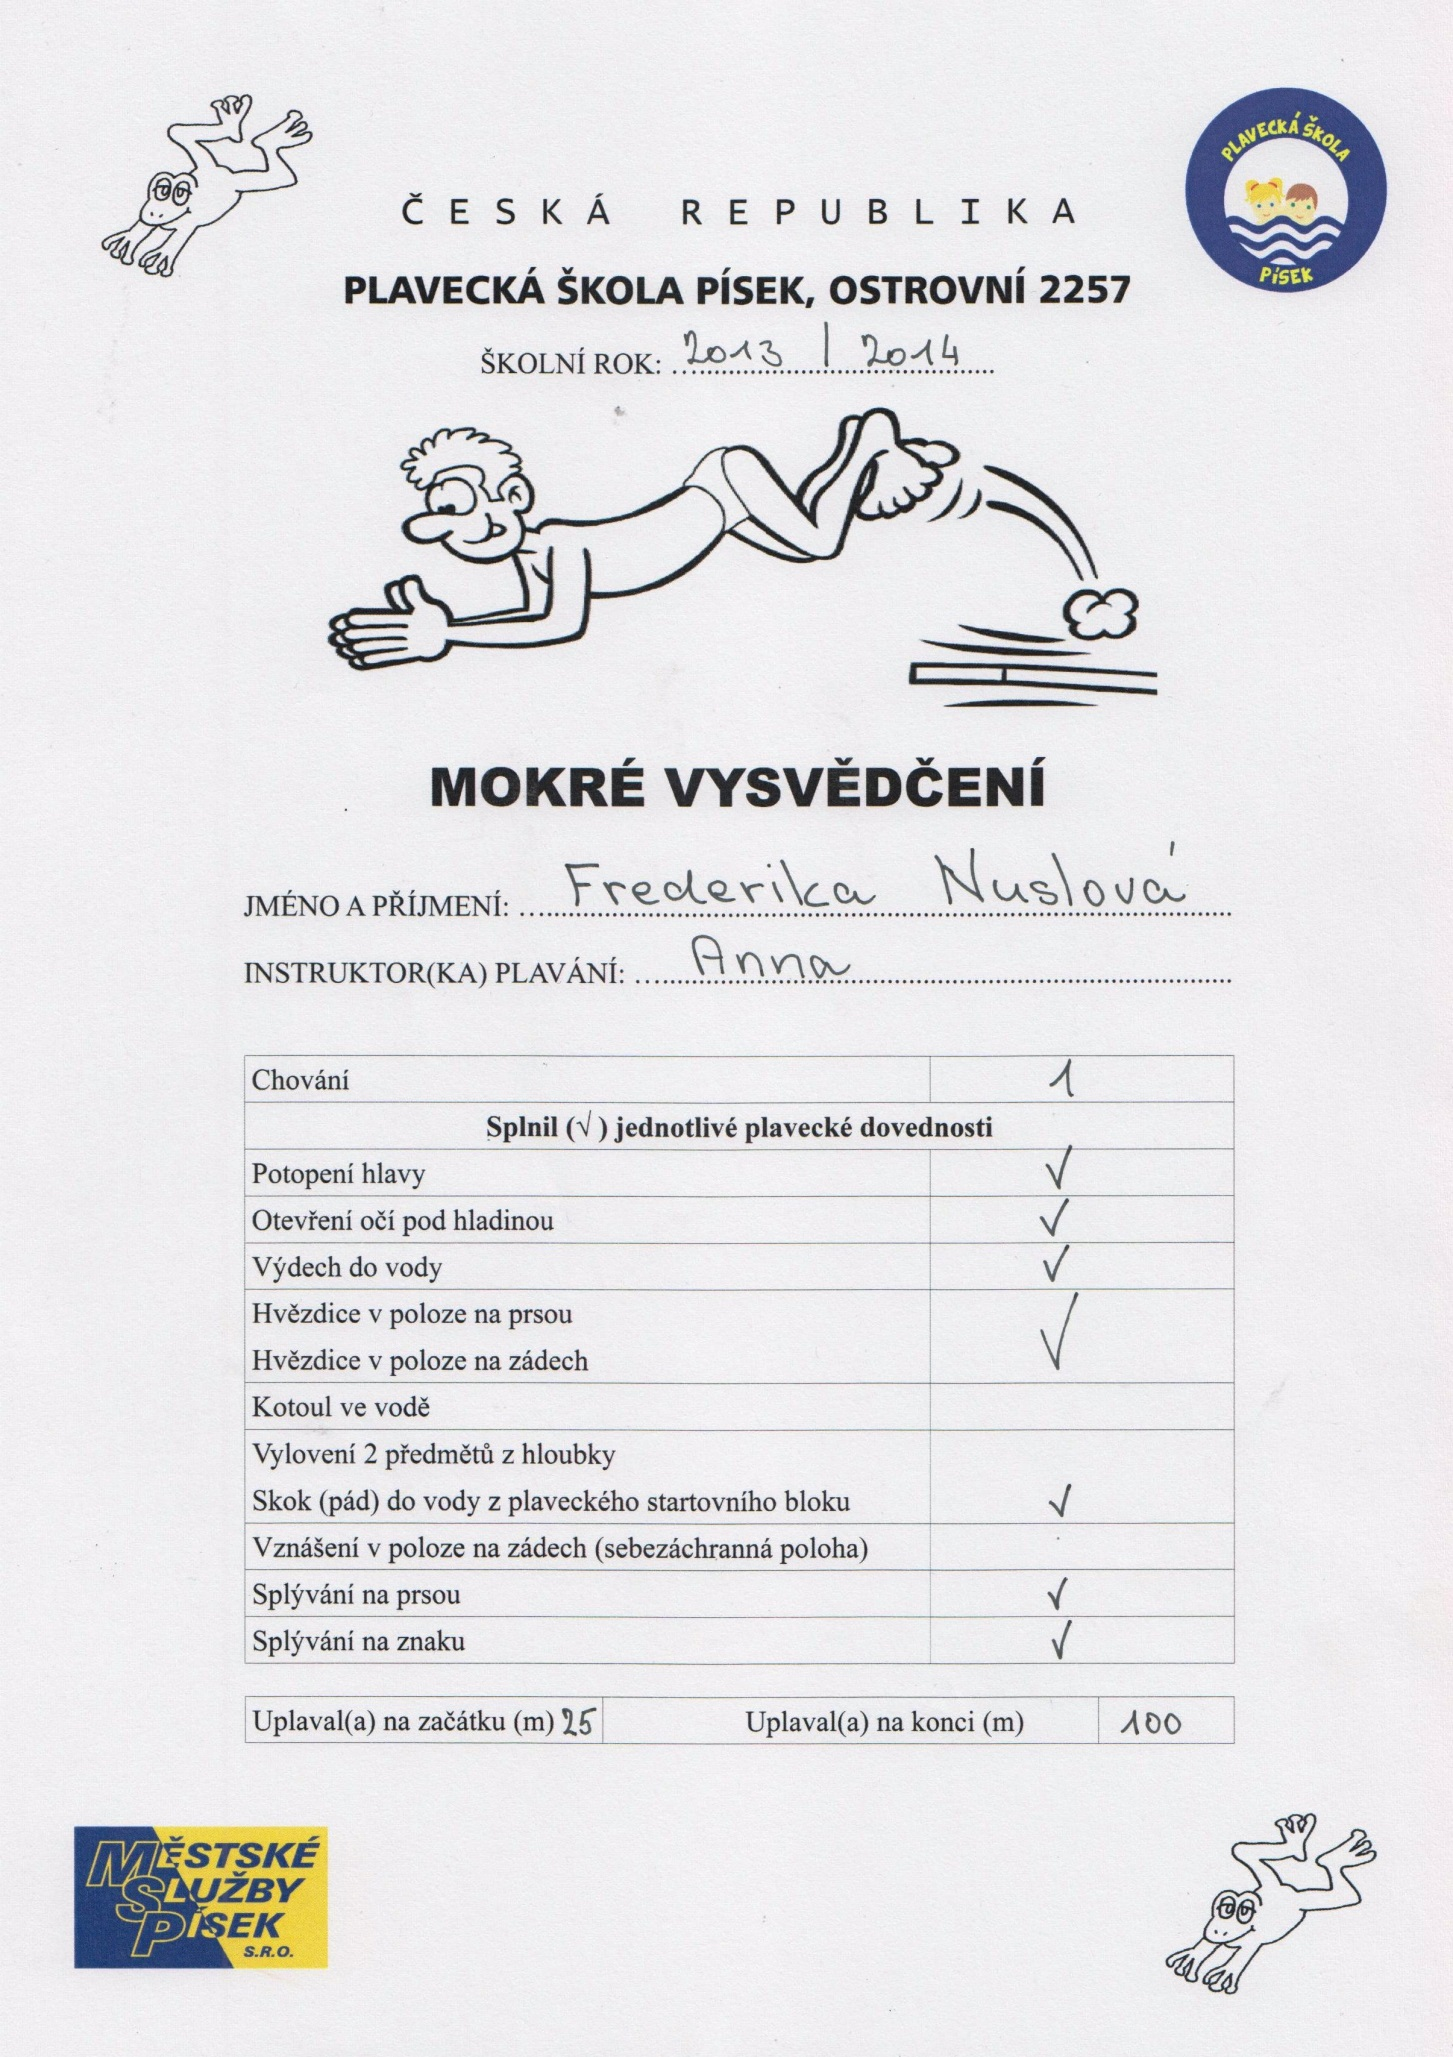 PLAVECKÁ ŠKOLA
PÍSEK
ČESKÁ REPUBLIKA
PLAVECKÁ ŠKOLA PÍSEK, OSTROVNÍ 2257
ŠKOLNÍ ROK: 2013 / 2014
MOKRÉ VYSVĚDČENÍ
JMÉNO A PŘÍJMENÍ: Frederika Nuslová
INSTRUKTOR(KA) PLAVÁNÍ: Anna
Chování 1
Splnil (√) jednotlivé plavecké dovednosti
Potopení hlavy √
Otevření očí pod hladinou √
Výdech do vody √
Hvězdice v poloze na prsou
Hvězdice v poloze na zádech √
Kotoul ve vodě
Vylovení 2 předmětů z hloubky
Skok (pád) do vody z plaveckého startovního bloku √
Vznášení v poloze na zádech (sebezáchranná poloha)
Splývání na prsou √
Splývání na znaku √
Uplaval(a) na začátku (m) 25 Uplaval(a) na konci (m) 100
MĚSTSKÉ
SLUŽBY
PÍSEK
S.R.O.